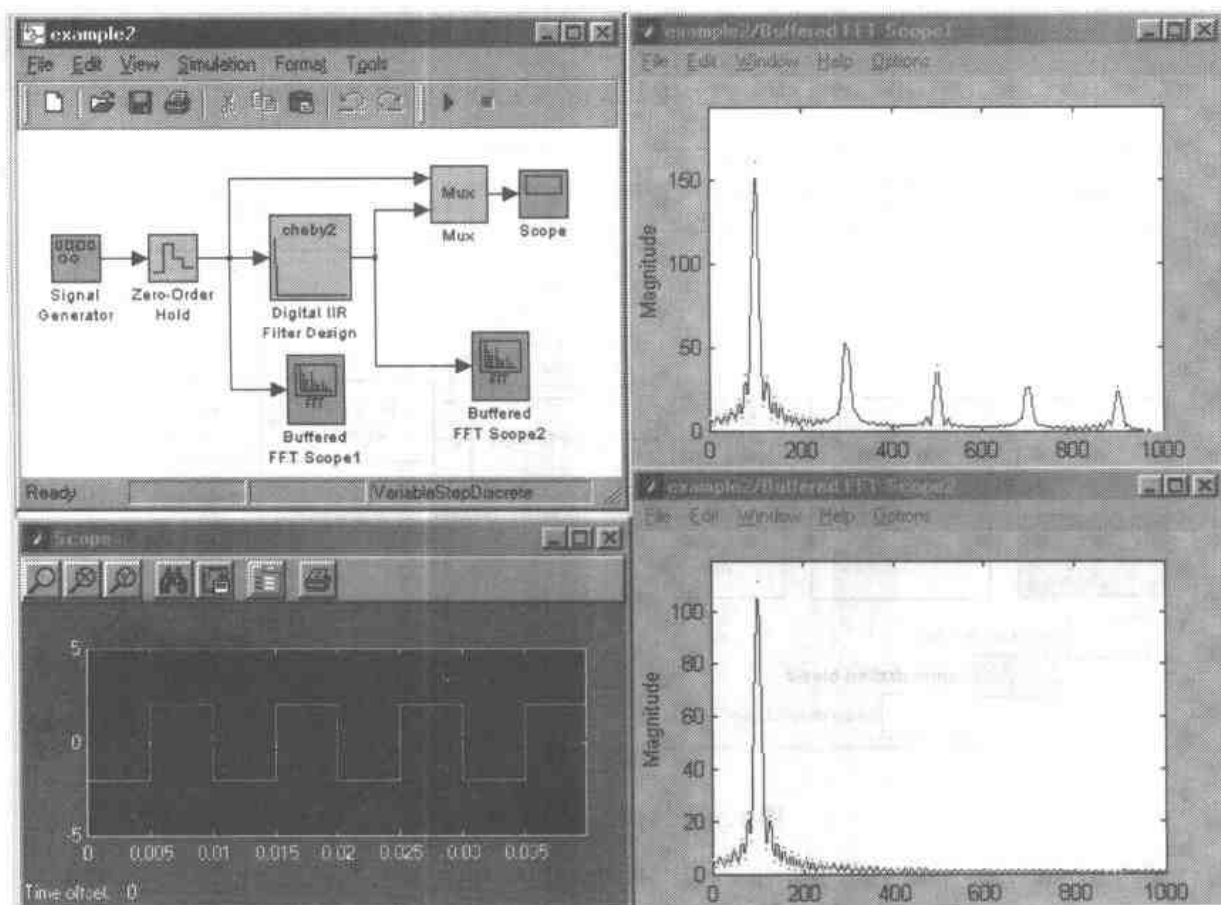 example2
File Edit View Simulation Format Tools
Mux
Mux
Scope
cheby2
Signal
Generator
Zero-Order
Hold
Digital IIR
Filter Design
FFT
Buffered
FFT Scope1
FFT
Buffered
FFT Scope2
Ready
VariableStepDiscrete
Scope
5
0
-5
0 0.005 0.01 0.015 0.02 0.025 0.03 0.035
Time offset: 0
example2/Buffered FFT Scope1
File Edit Window Help Options
Magnitude
150
100
50
0
0 200 400 600 800 1000
example2/Buffered FFT Scope2
File Edit Window Help Options
Magnitude
100
80
60
40
20
0
0 200 400 600 800 1000